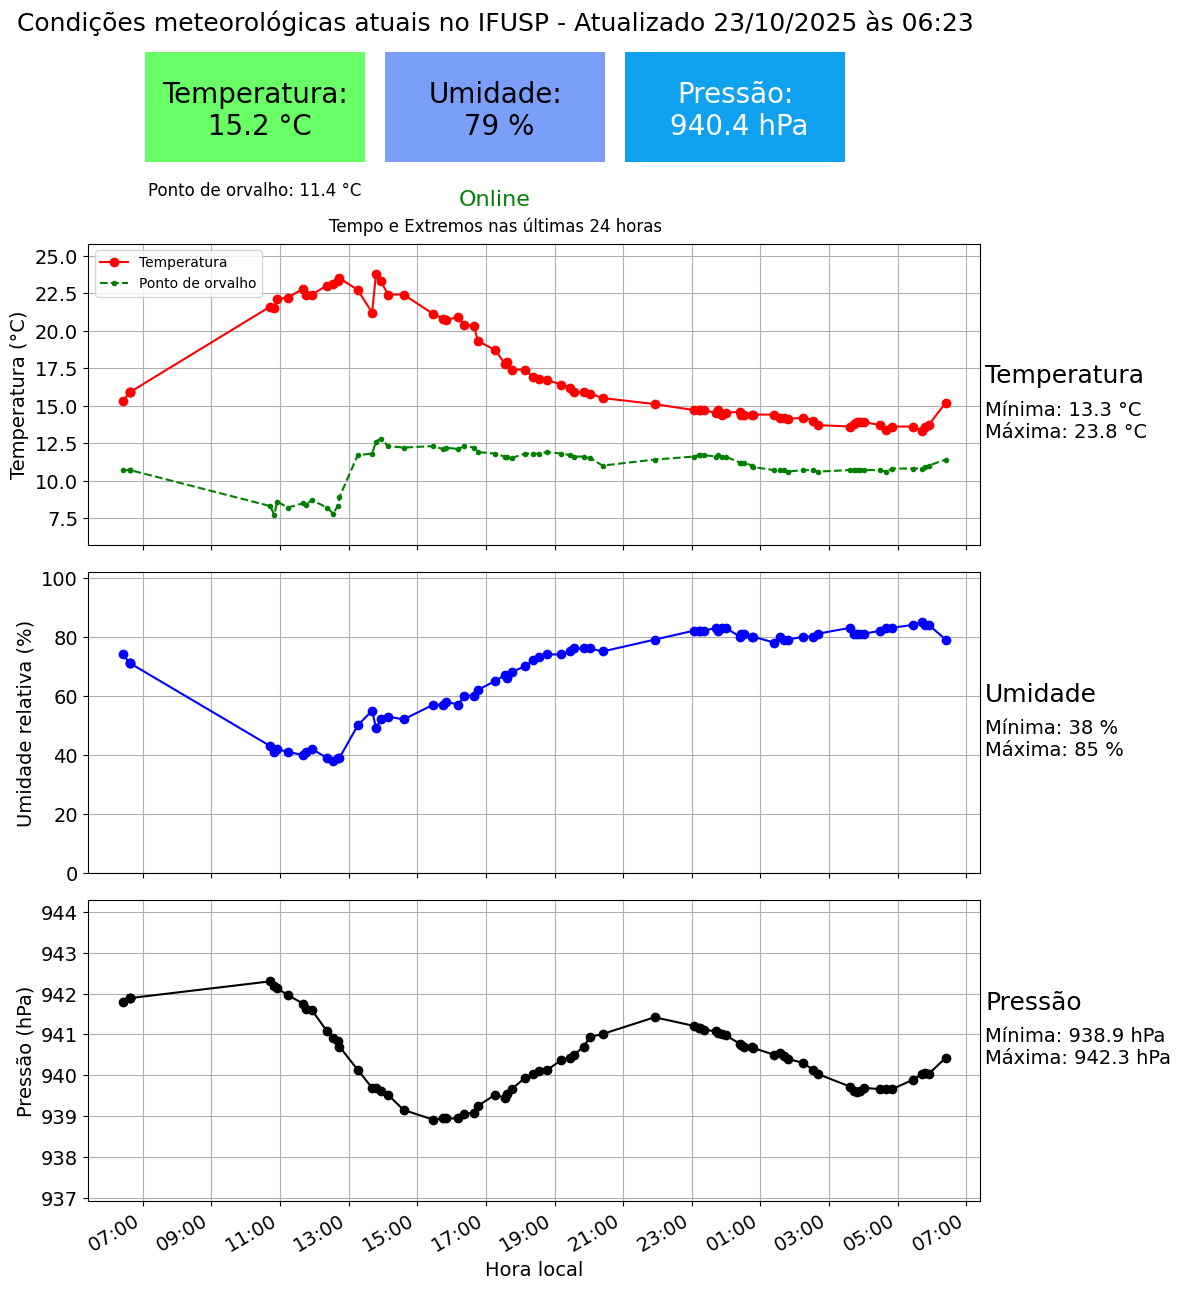 Condições meteorológicas atuais no IFUSP - Atualizado 23/10/2025 às 06:23
Temperatura:
15.2 °C
Umidade:
79 %
Pressão:
940.4 hPa
Ponto de orvalho: 11.4 °C
Online
Tempo e Extremos nas últimas 24 horas
Temperatura
Ponto de orvalho
Temperatura (°C)
25.0
22.5
20.0
17.5
15.0
12.5
10.0
7.5
Temperatura
Mínima: 13.3 °C
Máxima: 23.8 °C
Umidade relativa (%)
100
80
60
40
20
0
Umidade
Mínima: 38 %
Máxima: 85 %
Pressão (hPa)
944
943
942
941
940
939
938
937
Pressão
Mínima: 938.9 hPa
Máxima: 942.3 hPa
07:00 09:00 11:00 13:00 15:00 17:00 19:00 21:00 23:00 01:00 03:00 05:00 07:00
Hora local